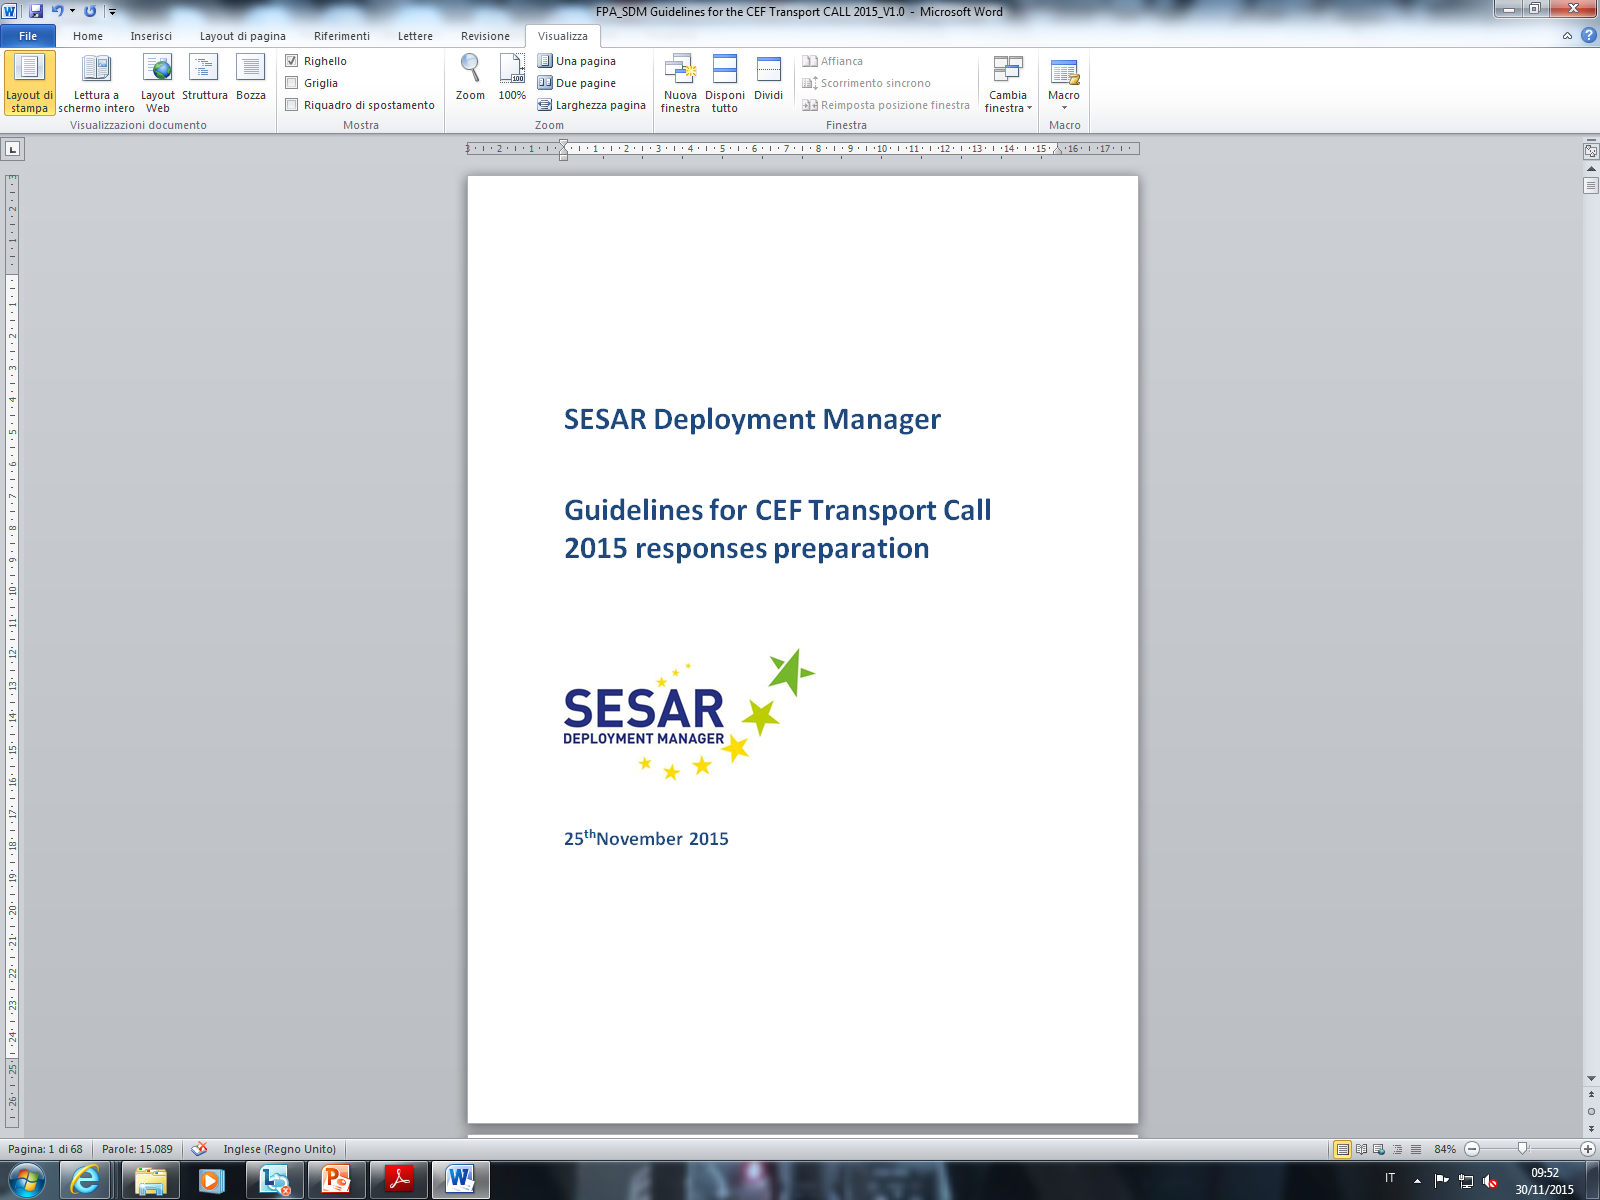 FPA_SDM Guidelines for the CEF Transport CALL 2015_V1.0 - Microsoft Word
File Home Inserisci Layout di pagina Riferimenti Lettere Revisione Visualizza
Layout di stampa
Lettura a schermo intero
Layout Web
Struttura
Bozza
Visualizzazioni documento
Righello
Griglia
Riquadro di spostamento
Mostra
Zoom
100%
Una pagina
Due pagine
Larghezza pagina
Zoom
Nuova finestra
Disponi tutto
Dividi
Affianca
Scorrimento sincrono
Reimposta posizione finestra
Finestra
Cambia finestra
Macro
Macro
SESAR Deployment Manager
Guidelines for CEF Transport Call
2015 responses preparation
SESAR
DEPLOYMENT MANAGER
25thNovember 2015
Pagina: 1 di 68 Parole: 15.089 Inglese (Regno Unito) 84%
IT 09:52
30/11/2015